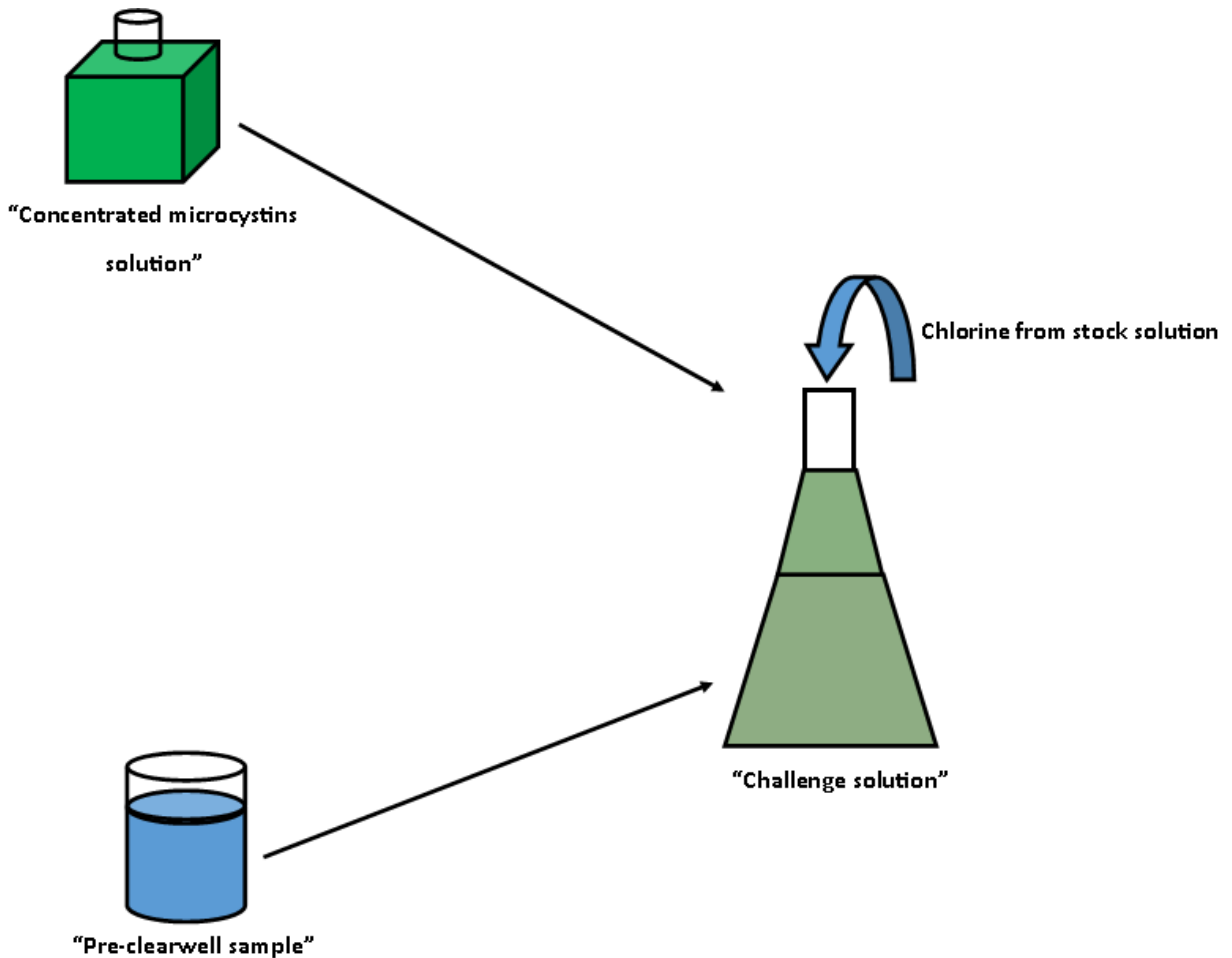 “Concentrated microcystins
solution”
Chlorine from stock solution
“Challenge solution”
“Pre-clearwell sample”